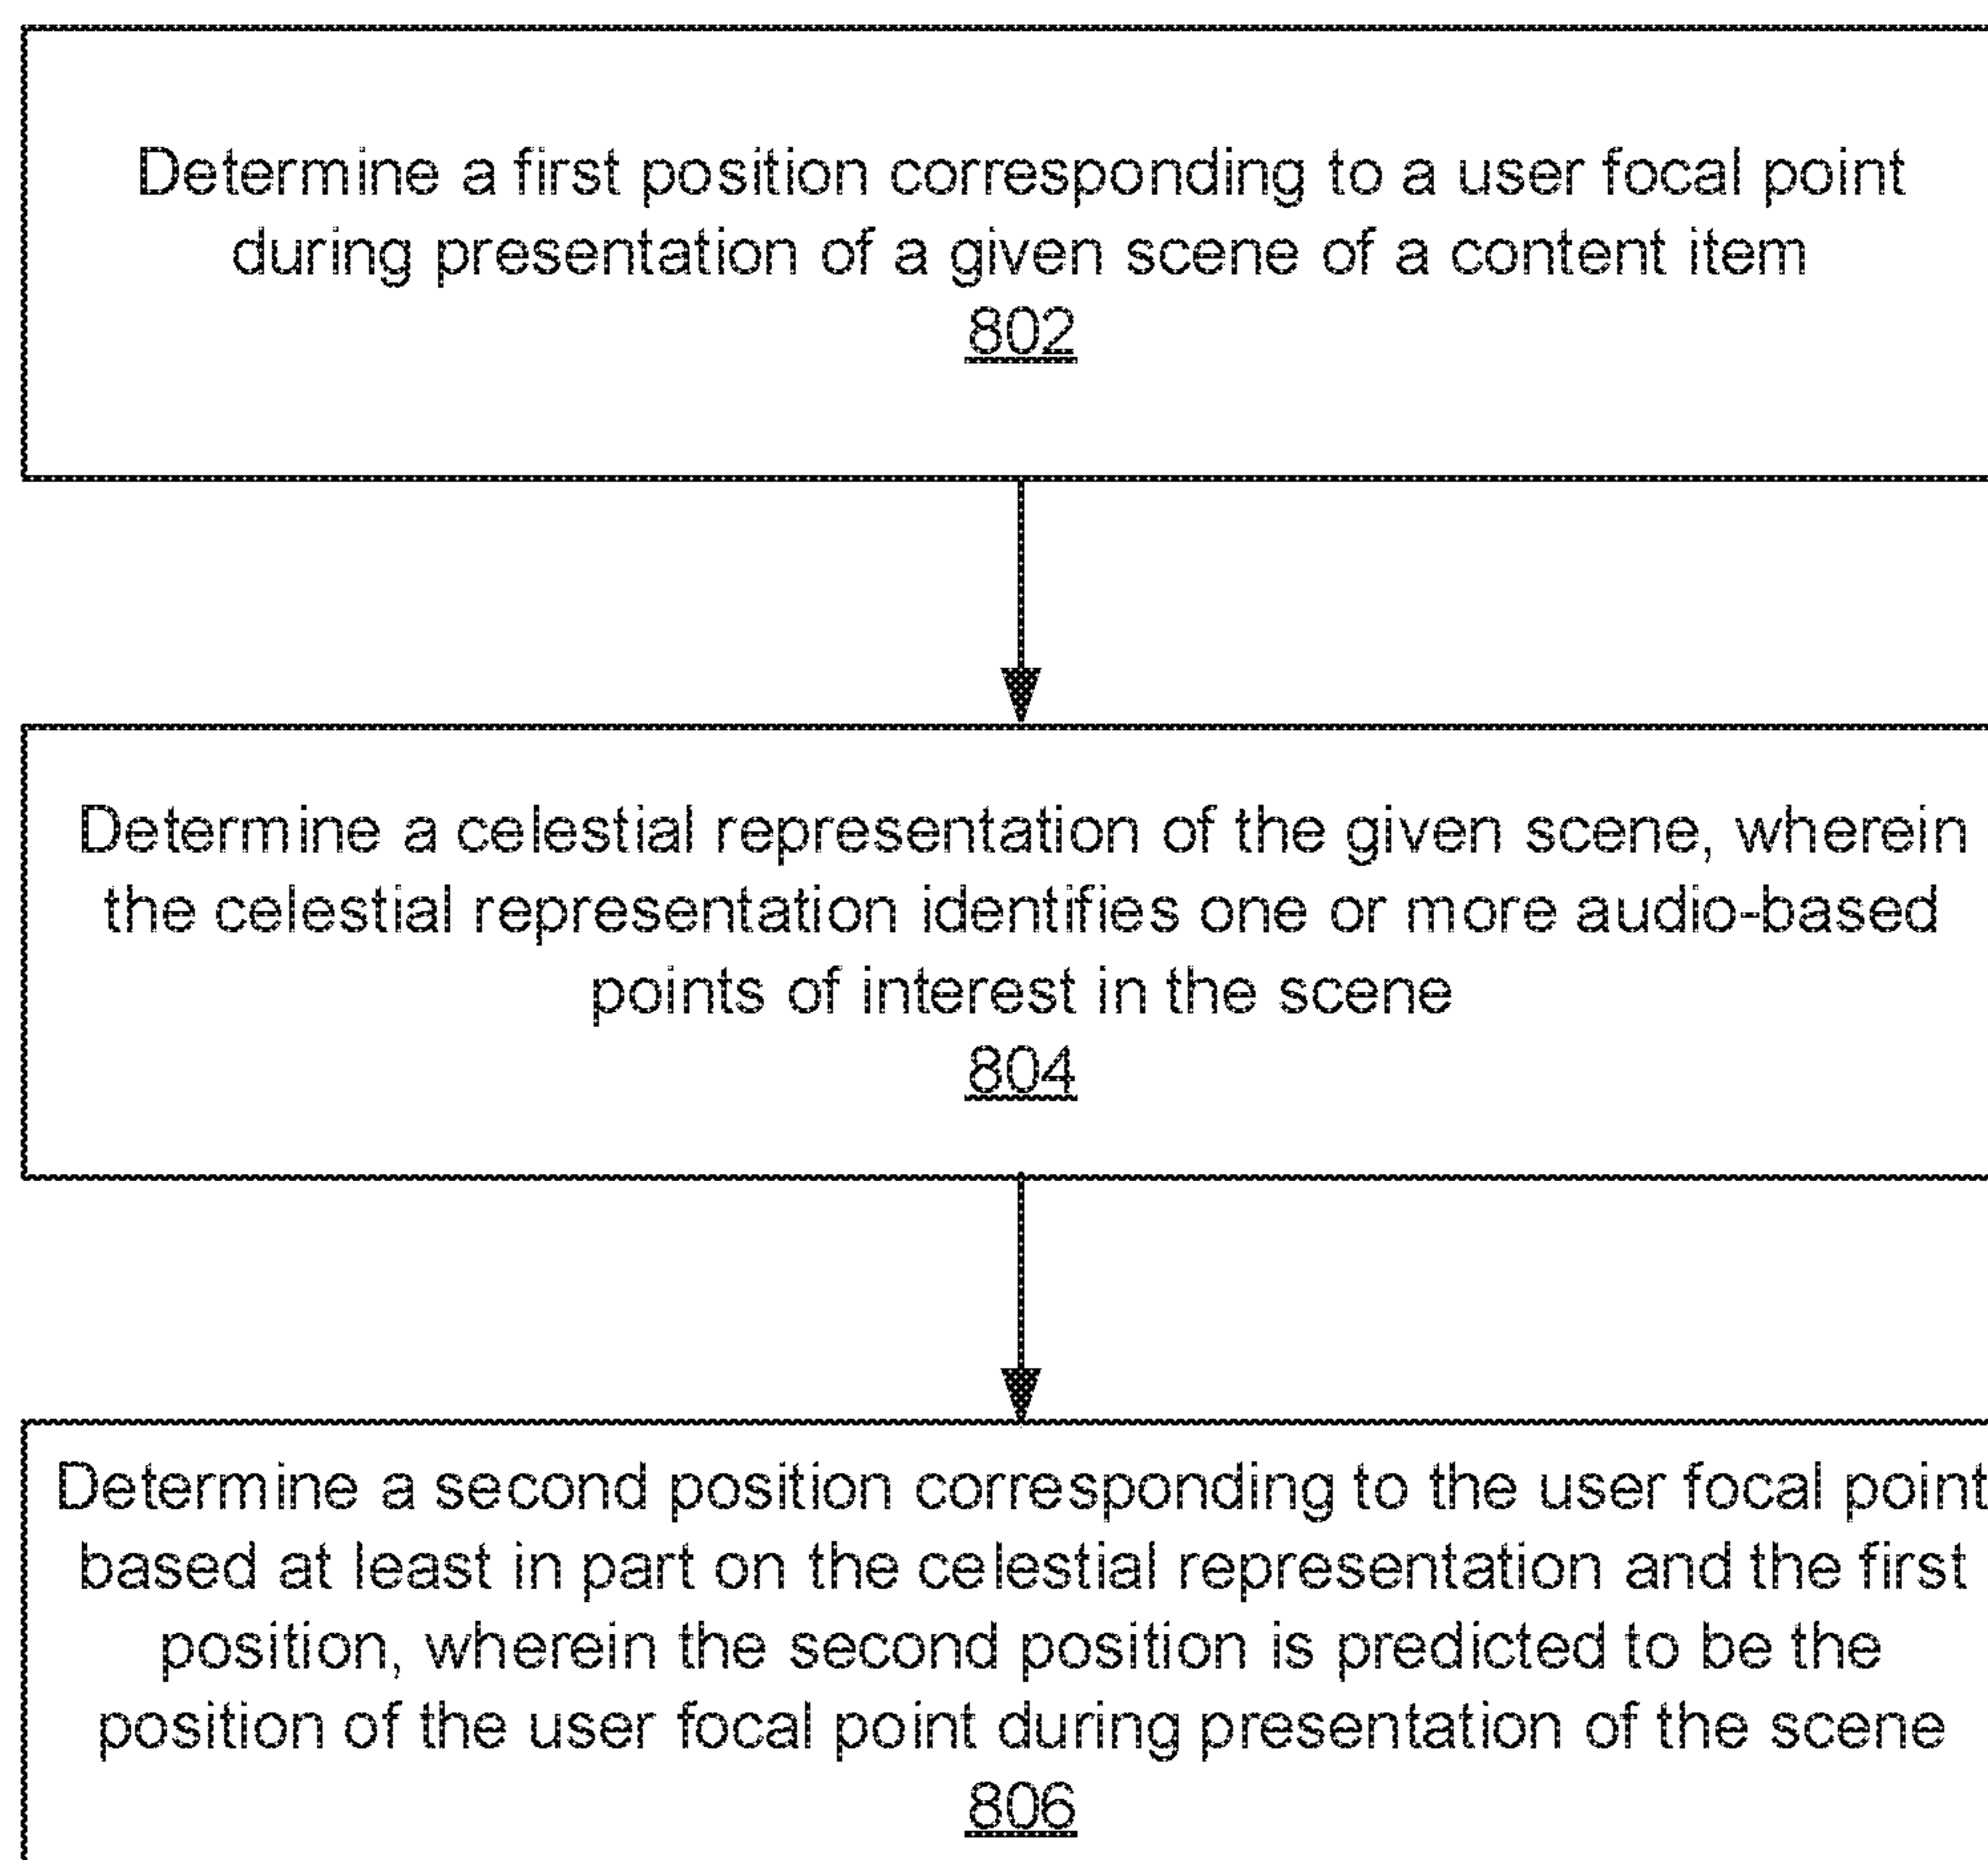 Determine a first position corresponding to a user focal point
during presentation of a given scene of a content item
802
Determine a celestial representation of the given scene, wherein
the celestial representation identifies one or more audio-based
points of interest in the scene
804
Determine a second position corresponding to the user focal point
based at least in part on the celestial representation and the first
position, wherein the second position is predicted to be the
position of the user focal point during presentation of the scene
806